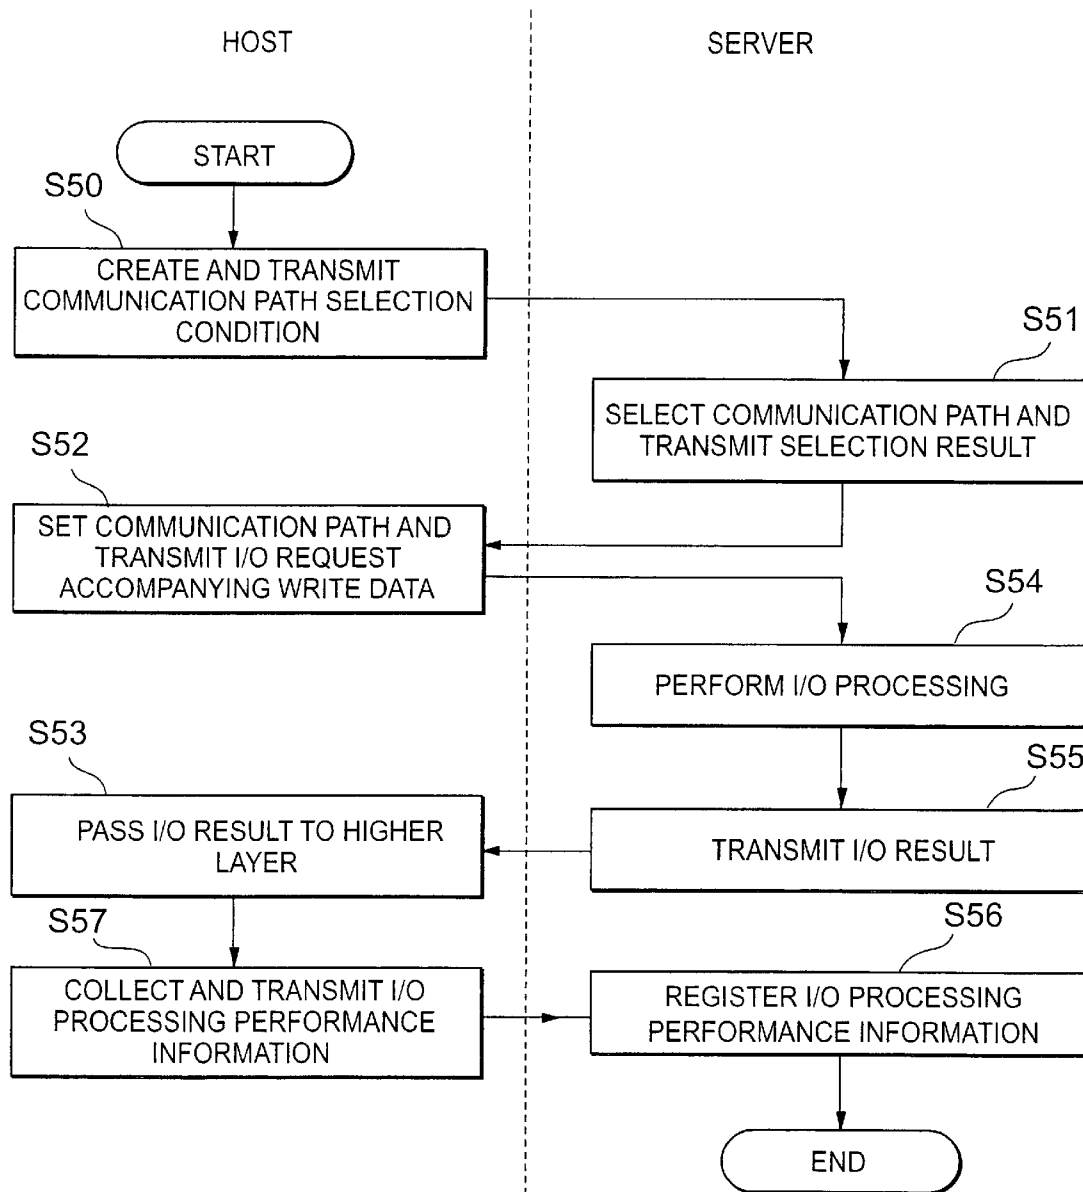 HOST
SERVER
START
S50
CREATE AND TRANSMIT
COMMUNICATION PATH SELECTION
CONDITION
S51
SELECT COMMUNICATION PATH AND
TRANSMIT SELECTION RESULT
S52
SET COMMUNICATION PATH AND
TRANSMIT I/O REQUEST
ACCOMPANYING WRITE DATA
S54
PERFORM I/O PROCESSING
S53
PASS I/O RESULT TO HIGHER
LAYER
S55
TRANSMIT I/O RESULT
S57
COLLECT AND TRANSMIT I/O
PROCESSING PERFORMANCE
INFORMATION
S56
REGISTER I/O PROCESSING
PERFORMANCE INFORMATION
END